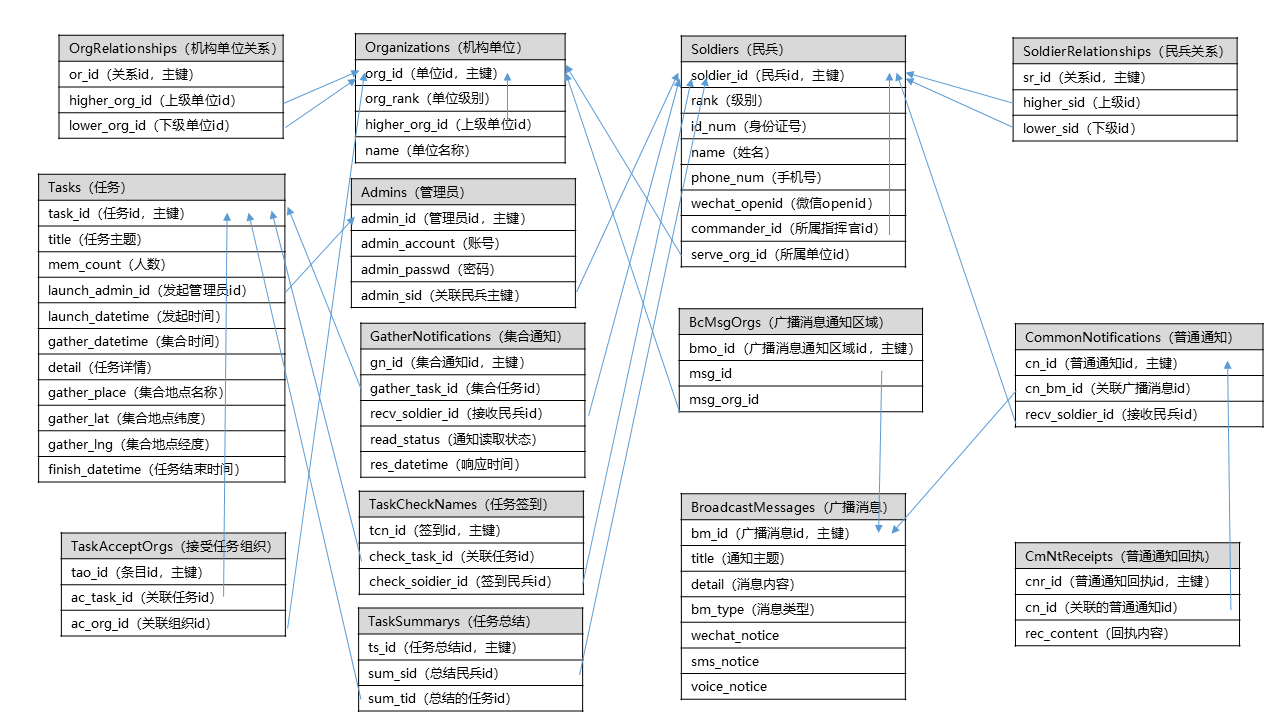 OrgRelationships（机构单位关系）
or_id（关系id，主键）
higher_org_id（上级单位id）
lower_org_id（下级单位id）
Organizations（机构单位）
org_id（单位id，主键）
org_rank（单位级别）
higher_org_id（上级单位id）
name（单位名称）
Soldiers（民兵）
soldier_id（民兵id，主键）
rank（级别）
id_num（身份证号）
name（姓名）
phone_num（手机号）
wechat_openid（微信openid）
commander_id（所属指挥官id）
serve_org_id（所属单位id）
SoldierRelationships（民兵关系）
sr_id（关系id，主键）
higher_sid（上级id）
lower_sid（下级id）
Tasks（任务）
task_id（任务id，主键）
title（任务主题）
mem_count（人数）
launch_admin_id（发起管理员id）
launch_datetime（发起时间）
gather_datetime（集合时间）
detail（任务详情）
gather_place（集合地点名称）
gather_lat（集合地点纬度）
gather_lng（集合地点经度）
finish_datetime（任务结束时间）
Admins（管理员）
admin_id（管理员id，主键）
admin_account（账号）
admin_passwd（密码）
admin_sid（关联民兵主键）
GatherNotifications（集合通知）
gn_id（集合通知id，主键）
gather_task_id（集合任务id）
recv_soldier_id（接收民兵id）
read_status（通知读取状态）
res_datetime（响应时间）
BcMsgOrgs（广播消息通知区域）
bmo_id（广播消息通知区域id，主键）
msg_id
msg_org_id
CommonNotifications（普通通知）
cn_id（普通通知id，主键）
cn_bm_id（关联广播消息id）
recv_soldier_id（接收民兵id）
TaskCheckNames（任务签到）
tcn_id（签到id，主键）
check_task_id（关联任务id）
check_soidier_id（签到民兵id）
BroadcastMessages（广播消息）
bm_id（广播消息id，主键）
title（通知主题）
detail（消息内容）
bm_type（消息类型）
wechat_notice
sms_notice
voice_notice
TaskAcceptOrgs（接受任务组织）
tao_id（条目id，主键）
ac_task_id（关联任务id）
ac_org_id（关联组织id）
TaskSummarys（任务总结）
ts_id（任务总结id，主键）
sum_sid（总结民兵id）
sum_tid（总结的任务id）
CmNtReceipts（普通通知回执）
cnr_id（普通通知回执id，主键）
cn_id（关联的普通通知id）
rec_content（回执内容）